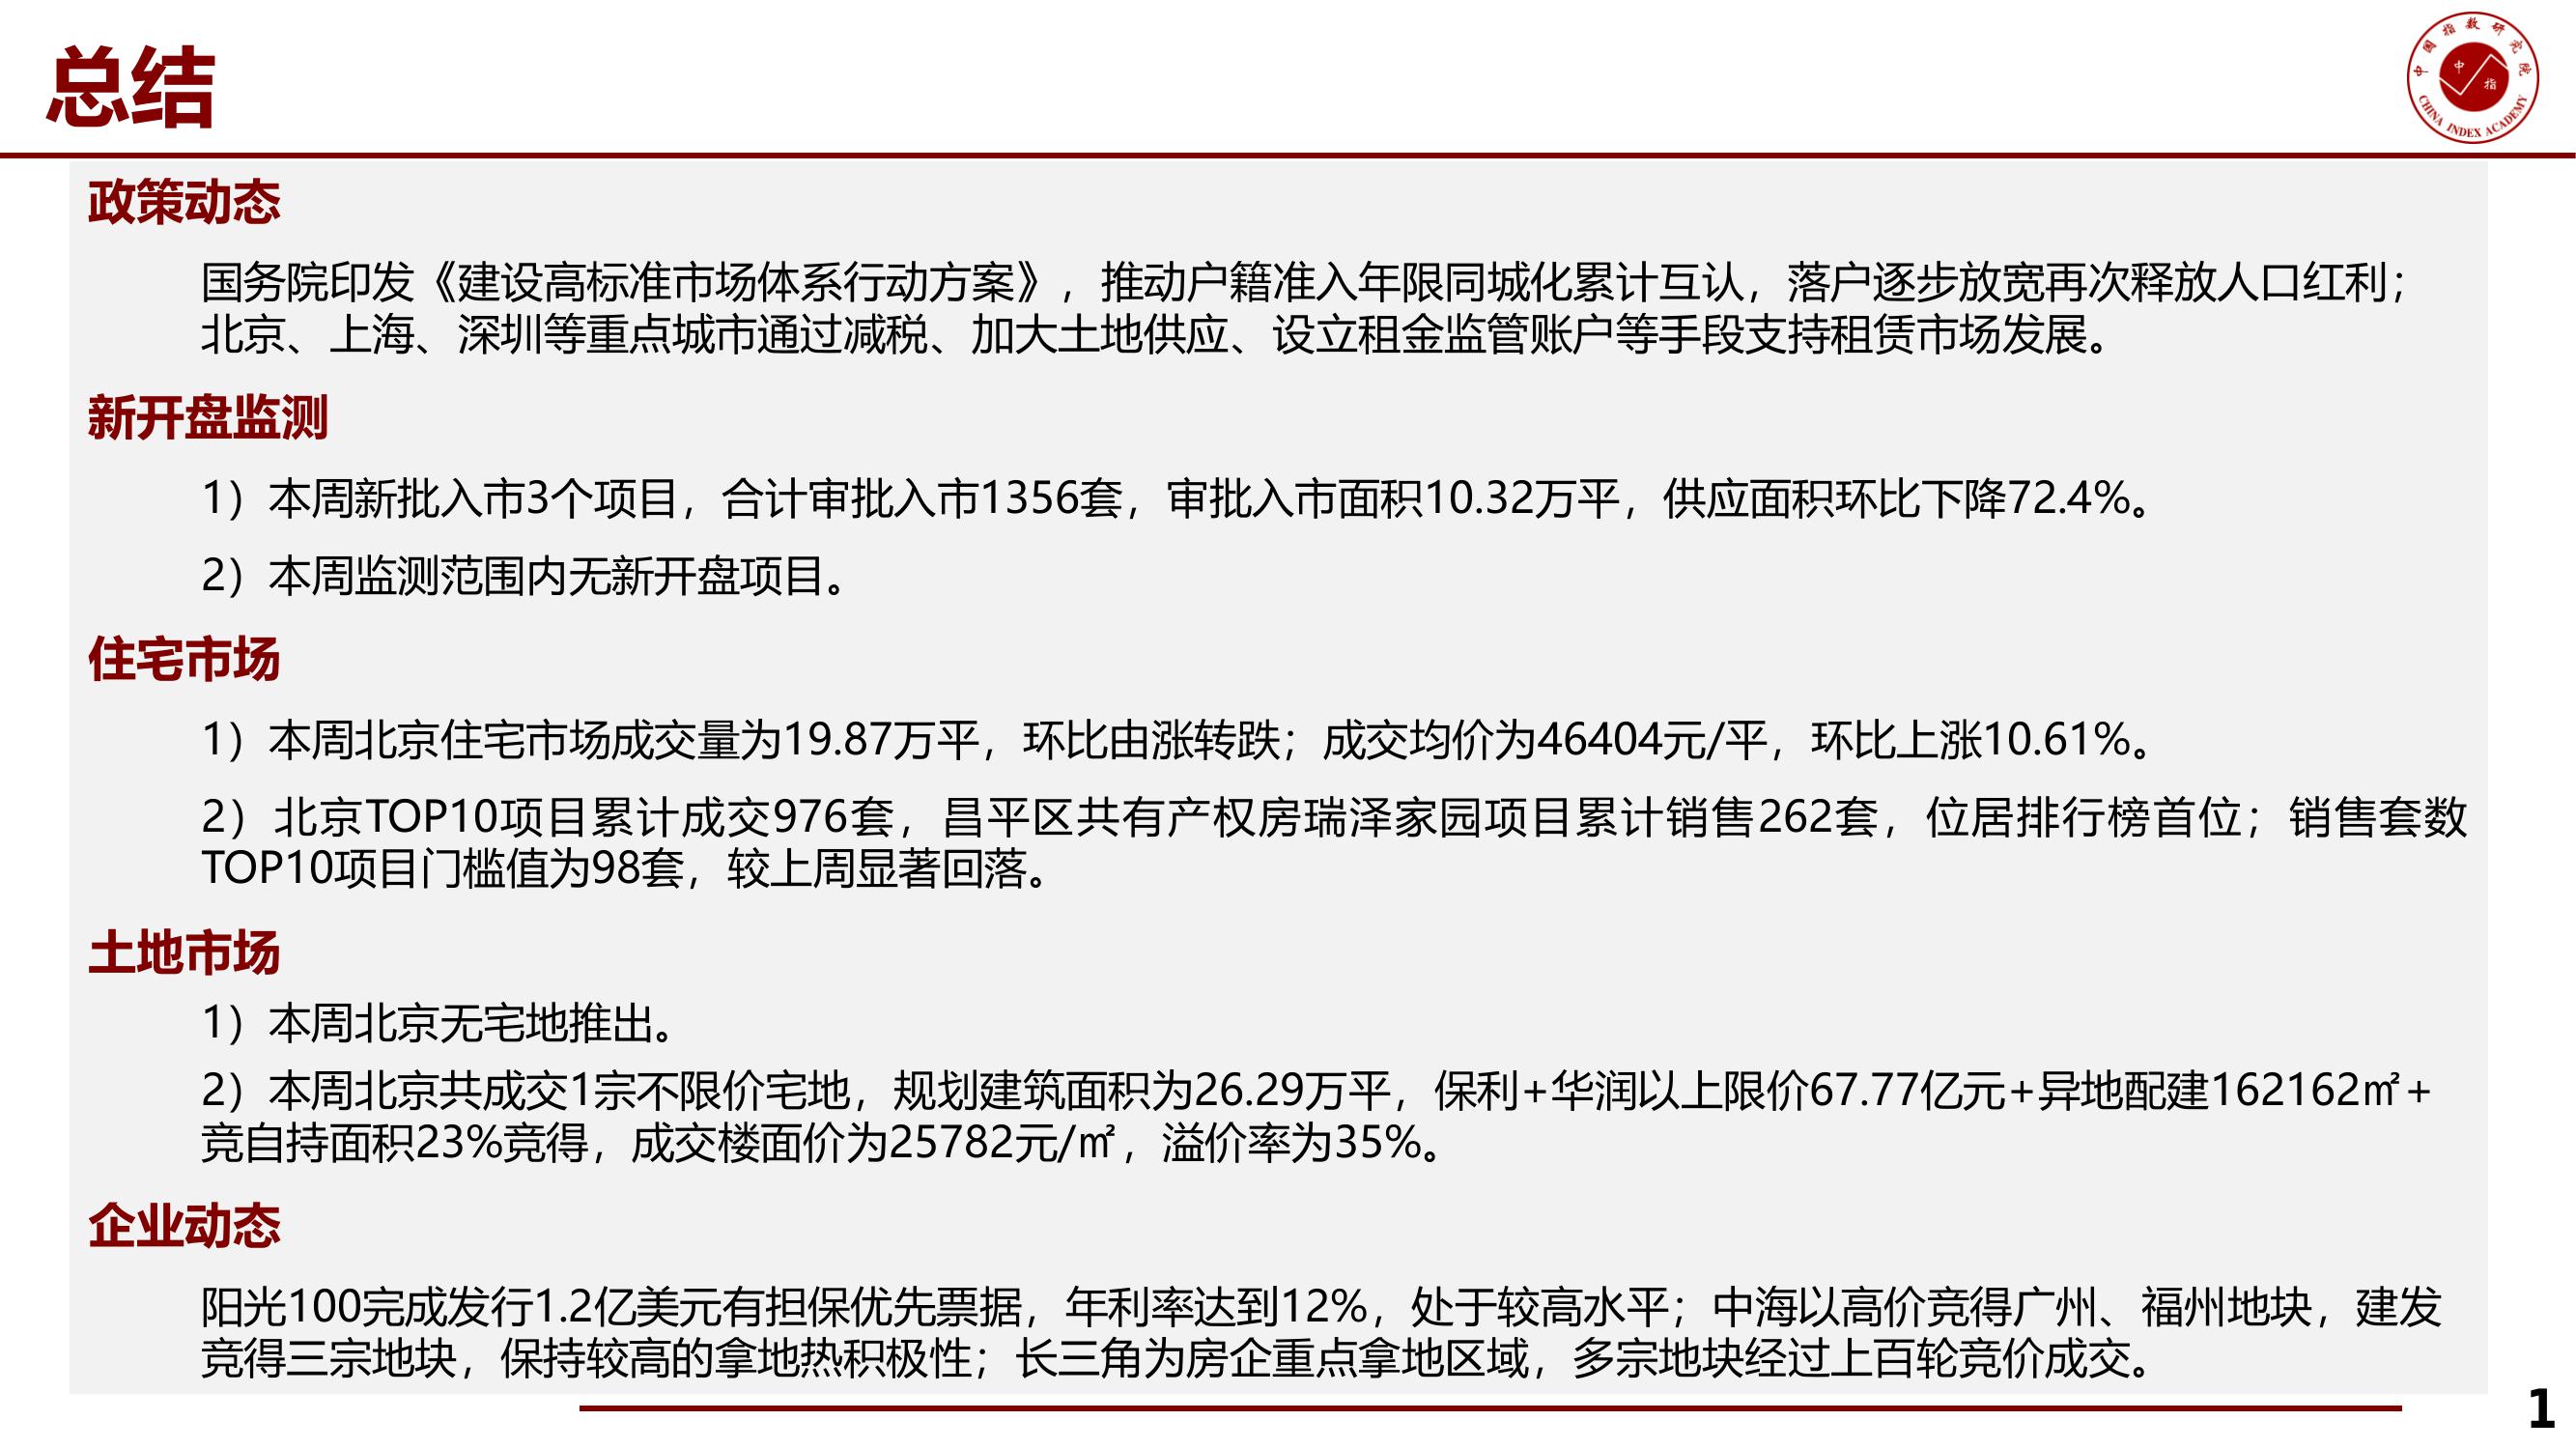 总结
中国指数研究院
中指
CHINA INDEX ACADEMY
政策动态
国务院印发《建设高标准市场体系行动方案》，推动户籍准入年限同城化累计互认，落户逐步放宽再次释放人口红利；
北京、上海、深圳等重点城市通过减税、加大土地供应、设立租金监管账户等手段支持租赁市场发展。
新开盘监测
1）本周新批入市3个项目，合计审批入市1356套，审批入市面积10.32万平，供应面积环比下降72.4%。
2）本周监测范围内无新开盘项目。
住宅市场
1）本周北京住宅市场成交量为19.87万平，环比由涨转跌；成交均价为46404元/平，环比上涨10.61%。
2）北京TOP10项目累计成交976套，昌平区共有产权房瑞泽家园项目累计销售262套，位居排行榜首位；销售套数
TOP10项目门槛值为98套，较上周显著回落。
土地市场
1）本周北京无宅地推出。
2）本周北京共成交1宗不限价宅地，规划建筑面积为26.29万平，保利+华润以上限价67.77亿元+异地配建162162㎡+
竞自持面积23%竞得，成交楼面价为25782元/㎡，溢价率为35%。
企业动态
阳光100完成发行1.2亿美元有担保优先票据，年利率达到12%，处于较高水平；中海以高价竞得广州、福州地块，建发
竞得三宗地块，保持较高的拿地热积极性；长三角为房企重点拿地区域，多宗地块经过上百轮竞价成交。
1